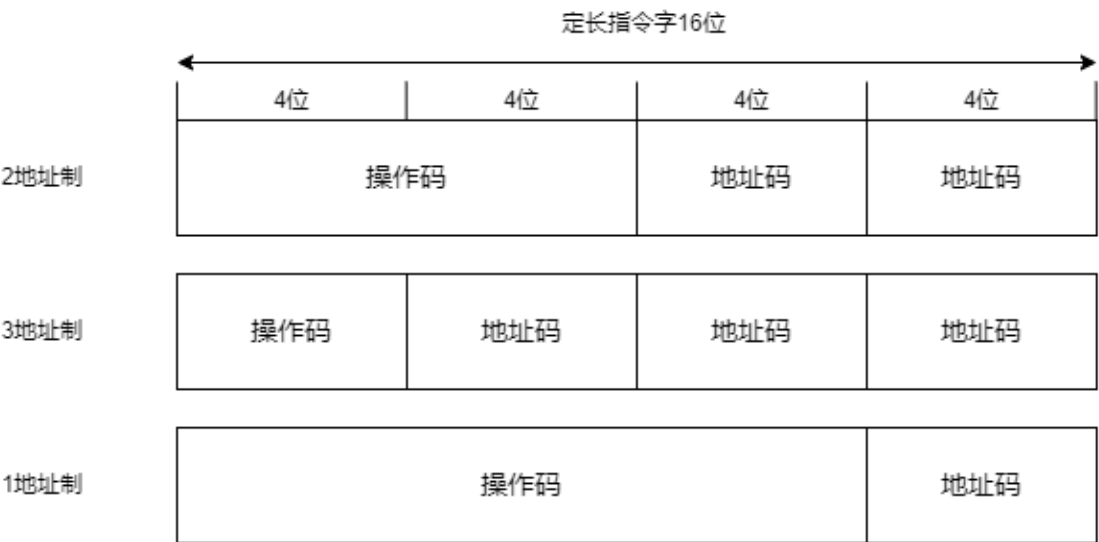 定长指令字16位
4位 4位 4位 4位
2地址制 操作码 地址码 地址码
3地址制 操作码 地址码 地址码 地址码
1地址制 操作码 地址码